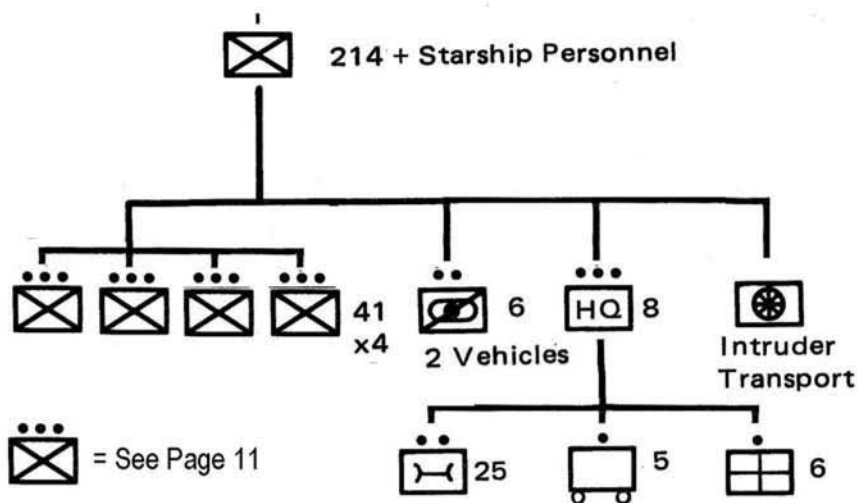 214 + Starship Personnel
41
x4
6
2 Vehicles
HQ
8
Intruder
Transport
= See Page 11
25
5
6